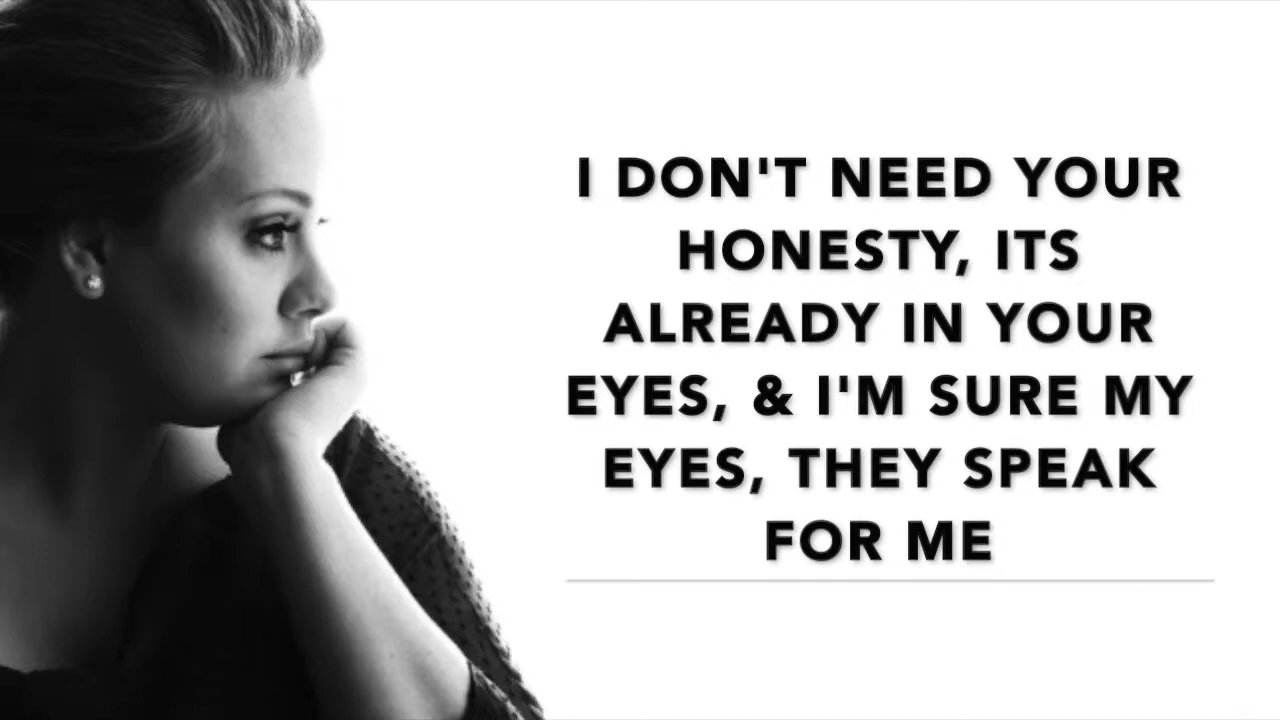 I DON'T NEED YOUR
HONESTY, ITS
ALREADY IN YOUR
EYES, & I'M SURE MY
EYES, THEY SPEAK
FOR ME